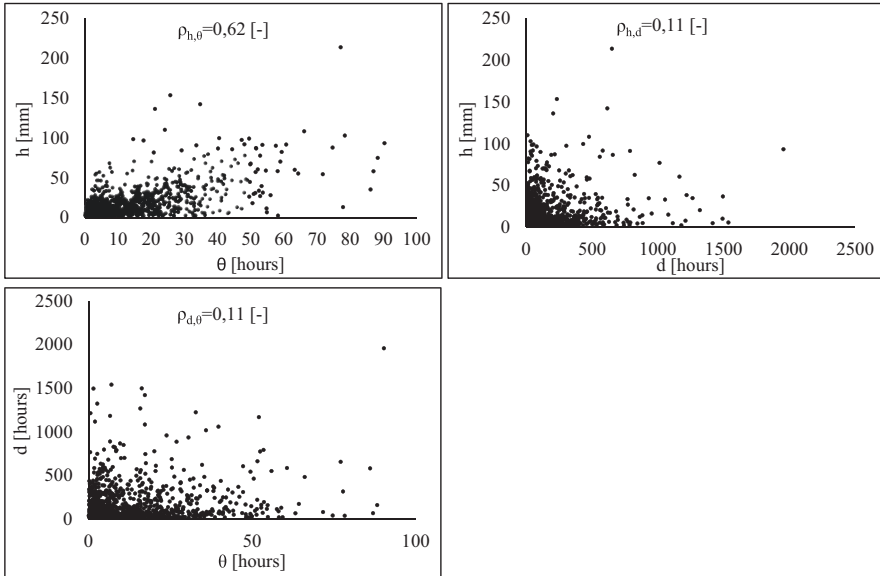 ρh,θ=0,62 [-]
250
200
150
100
50
0
h [mm]
0 10 20 30 40 50 60 70 80 90 100
θ [hours]
ρh,d=0,11 [-]
250
200
150
100
50
0
h [mm]
0 500 1000 1500 2000 2500
d [hours]
ρd,θ=0,11 [-]
2500
2000
1500
1000
500
0
d [hours]
0 50 100
θ [hours]